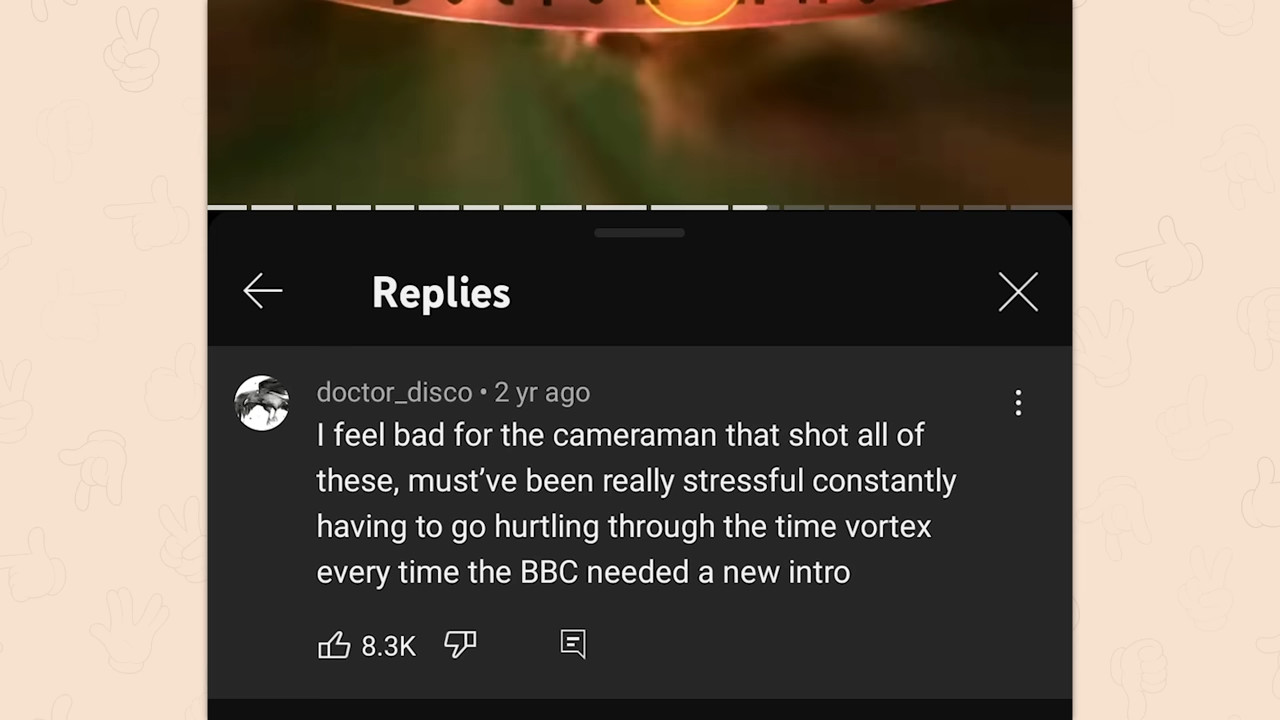 DOCTOR WHO
Replies
doctor_disco • 2 yr ago
I feel bad for the cameraman that shot all of
these, must’ve been really stressful constantly
having to go hurtling through the time vortex
every time the BBC needed a new intro
8.3K